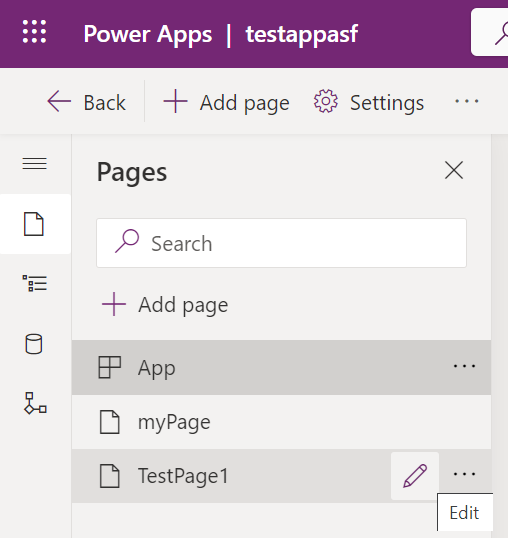 Power Apps | testappasf
Back Add page Settings ...
Pages
Search
Add page
App ...
myPage
TestPage1 ...
Edit